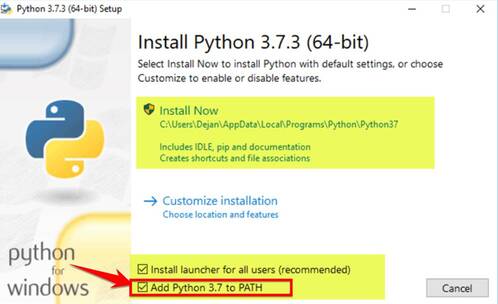 Python 3.7.3 (64-bit) Setup
Install Python 3.7.3 (64-bit)
Select Install Now to install Python with default settings, or choose
Customize to enable or disable features.
Install Now
C:\Users\Dejan\AppData\Local\Programs\Python\Python37
Includes IDLE, pip and documentation
Creates shortcuts and file associations
Customize installation
Choose location and features
python
for
windows
Install launcher for all users (recommended)
Add Python 3.7 to PATH
Cancel